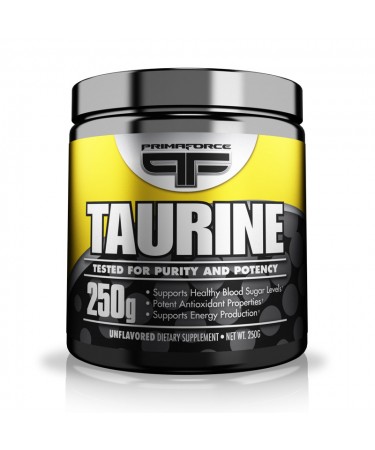 PRIMAFORCE
TAURINE
TESTED FOR PURITY AND POTENCY
250g
• Supports Healthy Blood Sugar Levels
• Potent Antioxidant Properties
• Supports Energy Production
UNFLAVORED DIETARY SUPPLEMENT • NET WT. 250G